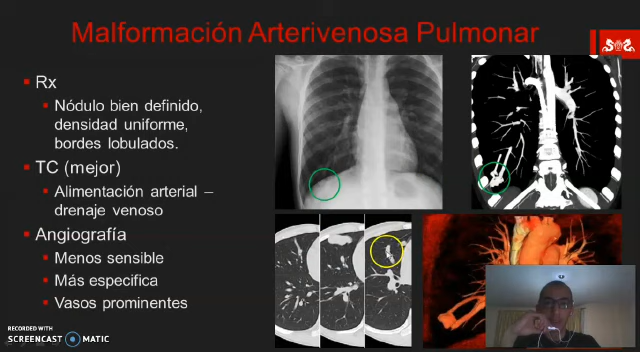 Malformación Arterivenosa Pulmonar
Rx
Nódulo bien definido,
densidad uniforme,
bordes lobulados.
TC (mejor)
Alimentación arterial –
drenaje venoso
Angiografía
Menos sensible
Más especifica
Vasos prominentes
RECORDED WITH
SCREENCAST MATIC